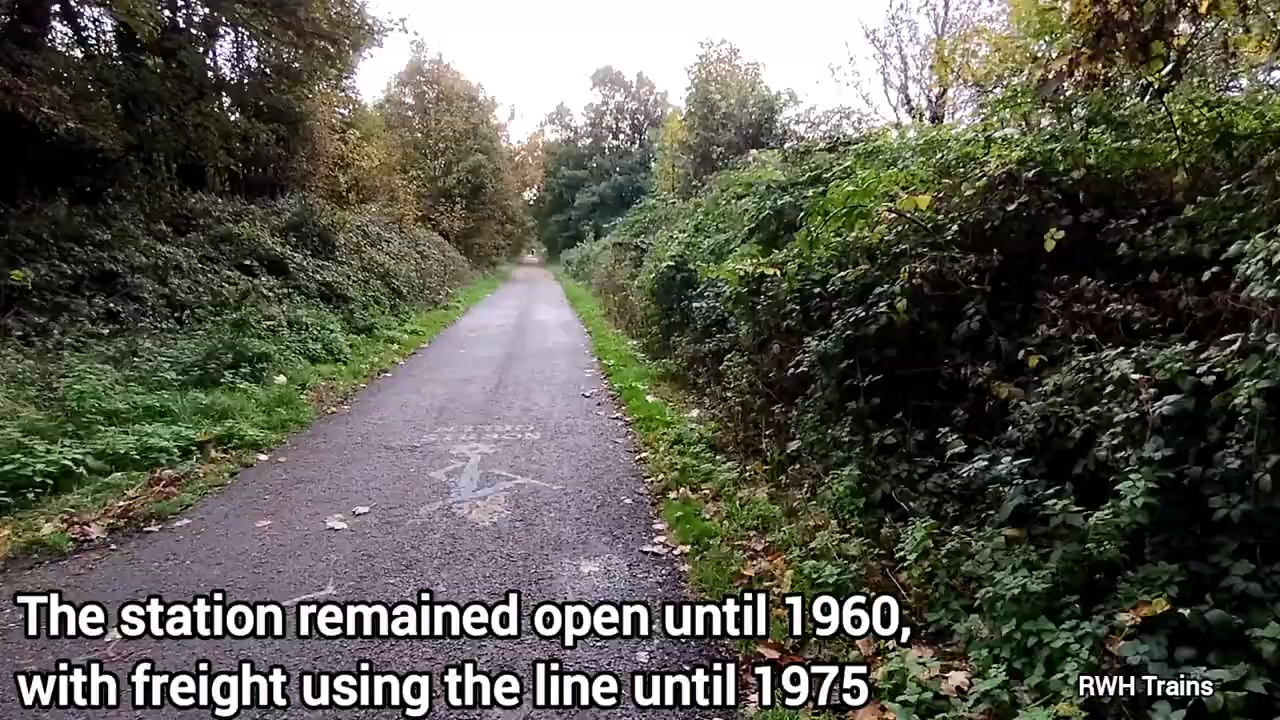 The station remained open until 1960,
with freight using the line until 1975
RWH Trains